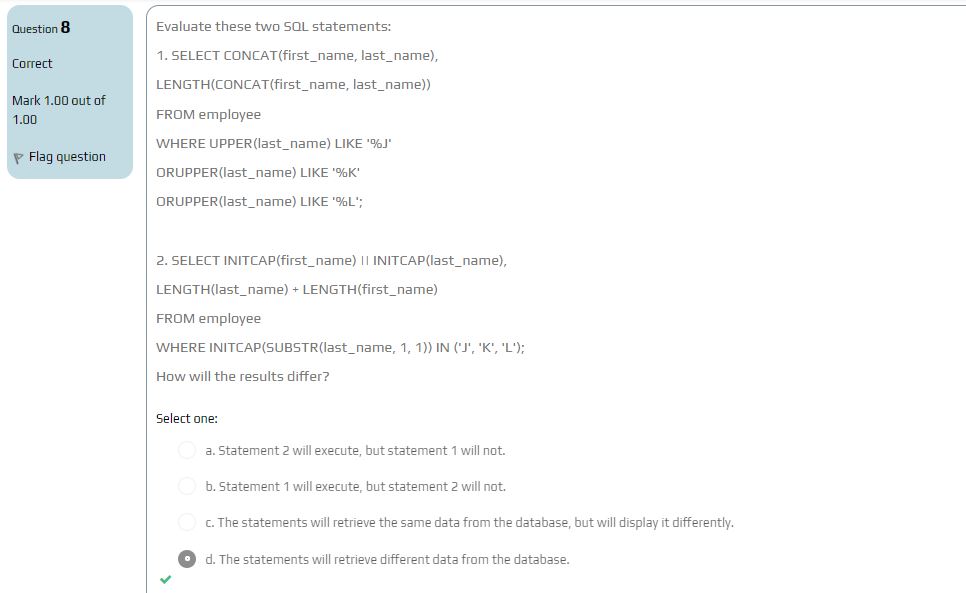 Question 8
Correct
Mark 1.00 out of
1.00
Flag question
Evaluate these two SQL statements:
1. SELECT CONCAT(first_name, last_name),
LENGTH(CONCAT(first_name, last_name))
FROM employee
WHERE UPPER(last_name) LIKE '%J'
ORUPPER(last_name) LIKE '%K'
ORUPPER(last_name) LIKE '%L';
2. SELECT INITCAP(first_name) || INITCAP(last_name),
LENGTH(last_name) + LENGTH(first_name)
FROM employee
WHERE INITCAP(SUBSTR(last_name, 1, 1)) IN ('J', 'K', 'L');
How will the results differ?
Select one:
a. Statement 2 will execute, but statement 1 will not.
b. Statement 1 will execute, but statement 2 will not.
c. The statements will retrieve the same data from the database, but will display it differently.
d. The statements will retrieve different data from the database.